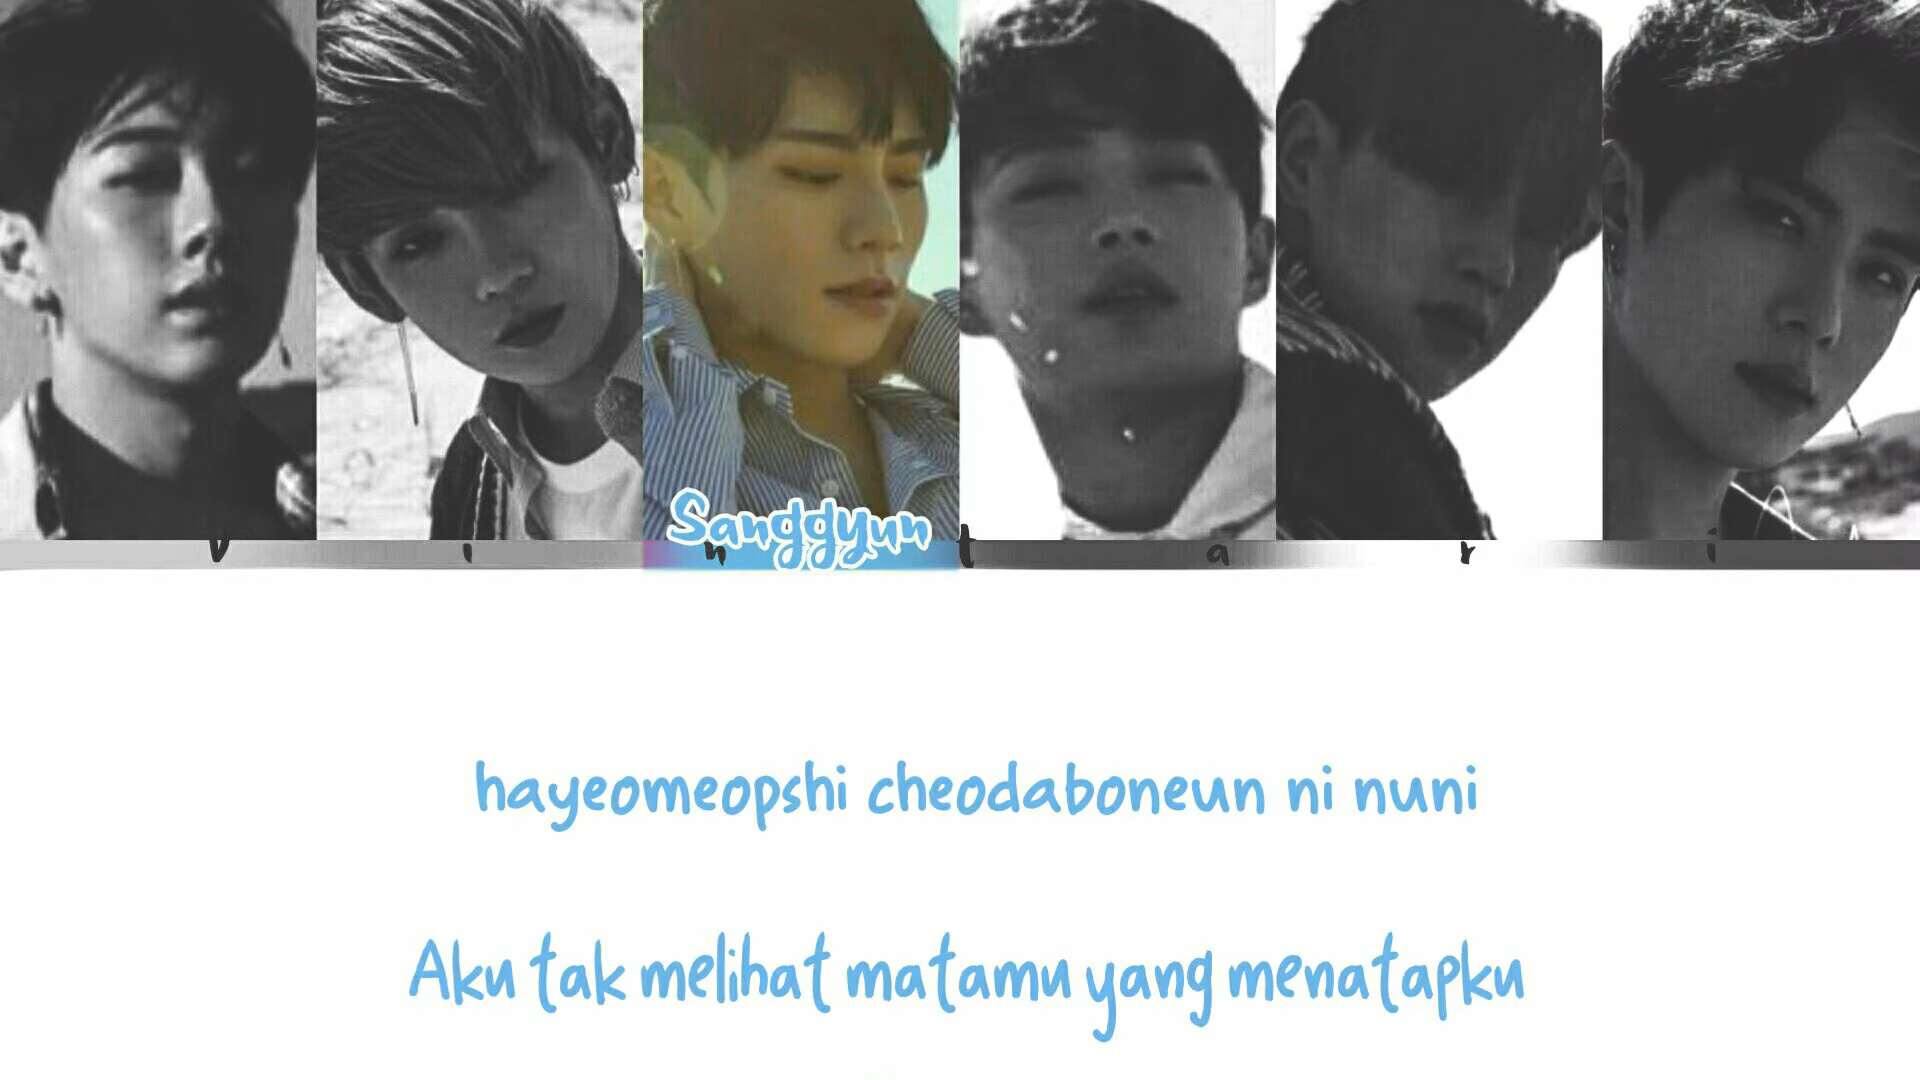 Sanggyun
V i n t a r i
hayeomeopshi cheodaboneun ni nuni
Aku tak melihat matamu yang menatapku